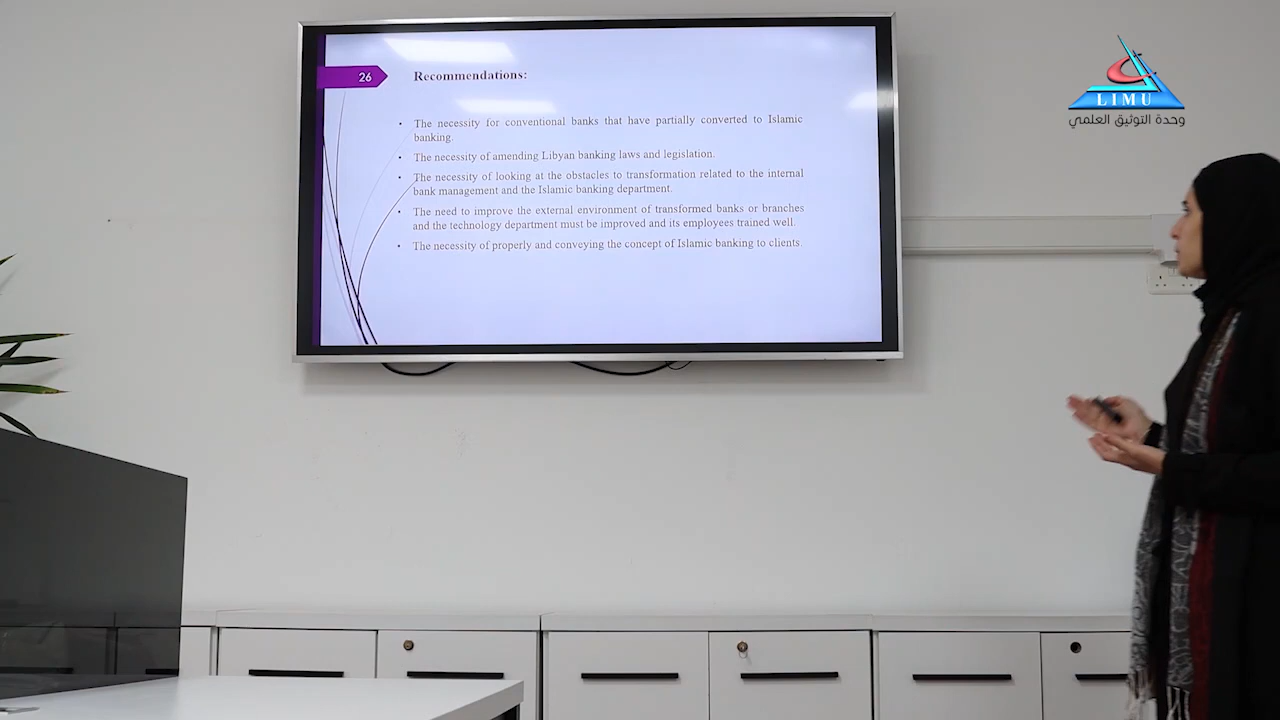 26
Recommendations:
• The necessity for conventional banks that have partially converted to Islamic
banking.
• The necessity of amending Libyan banking laws and legislation.
• The necessity of looking at the obstacles to transformation related to the internal
bank management and the Islamic banking department.
• The need to improve the external environment of transformed banks or branches
and the technology department must be improved and its employees trained well.
• The necessity of properly and conveying the concept of Islamic banking to clients.
LIMU
وحدة التوثيق العلمي